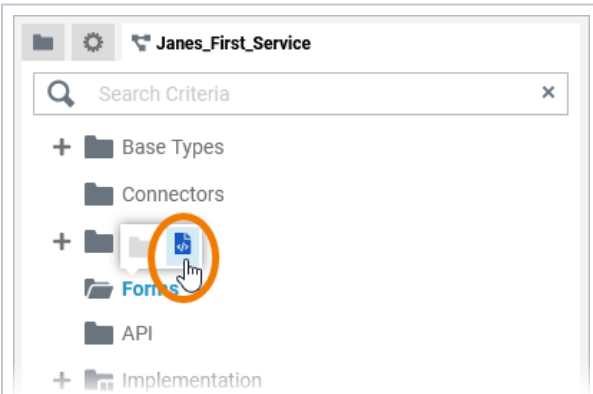 Janes_First_Service
Search Criteria
Base Types
Connectors
Forms
API
Implementation